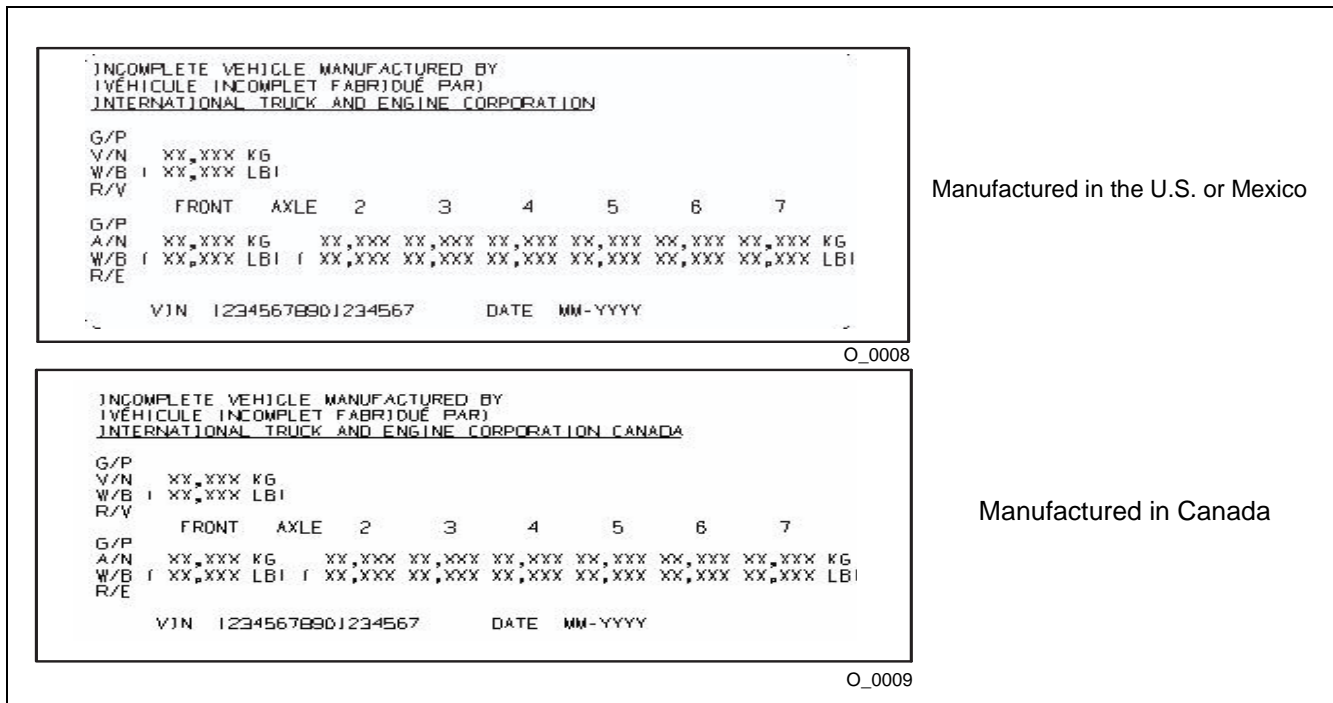 INCOMPLETE VEHICLE MANUFACTURED BY
(VÉHICULE INCOMPLET FABRIQUÉ PAR)
INTERNATIONAL TRUCK AND ENGINE CORPORATION
G/P
V/N XX,XXX KG
W/B ( XX,XXX LB)
R/V
FRONT AXLE 2 3 4 5 6 7
G/P
A/N XX,XXX KG XX,XXX XX,XXX XX,XXX XX,XXX XX,XXX XX,XXX KG
W/B ( XX,XXX LB) ( XX,XXX XX,XXX XX,XXX XX,XXX XX,XXX XX,XXX LB)
R/E
VIN 12345678901234567 DATE MM-YYYY
O_0008
Manufactured in the U.S. or Mexico
INCOMPLETE VEHICLE MANUFACTURED BY
(VÉHICULE INCOMPLET FABRIQUÉ PAR)
INTERNATIONAL TRUCK AND ENGINE CORPORATION CANADA
G/P
V/N XX,XXX KG
W/B ( XX,XXX LB)
R/V
FRONT AXLE 2 3 4 5 6 7
G/P
A/N XX,XXX KG XX,XXX XX,XXX XX,XXX XX,XXX XX,XXX XX,XXX KG
W/B ( XX,XXX LB) ( XX,XXX XX,XXX XX,XXX XX,XXX XX,XXX XX,XXX LB)
R/E
VIN 12345678901234567 DATE MM-YYYY
O_0009
Manufactured in Canada